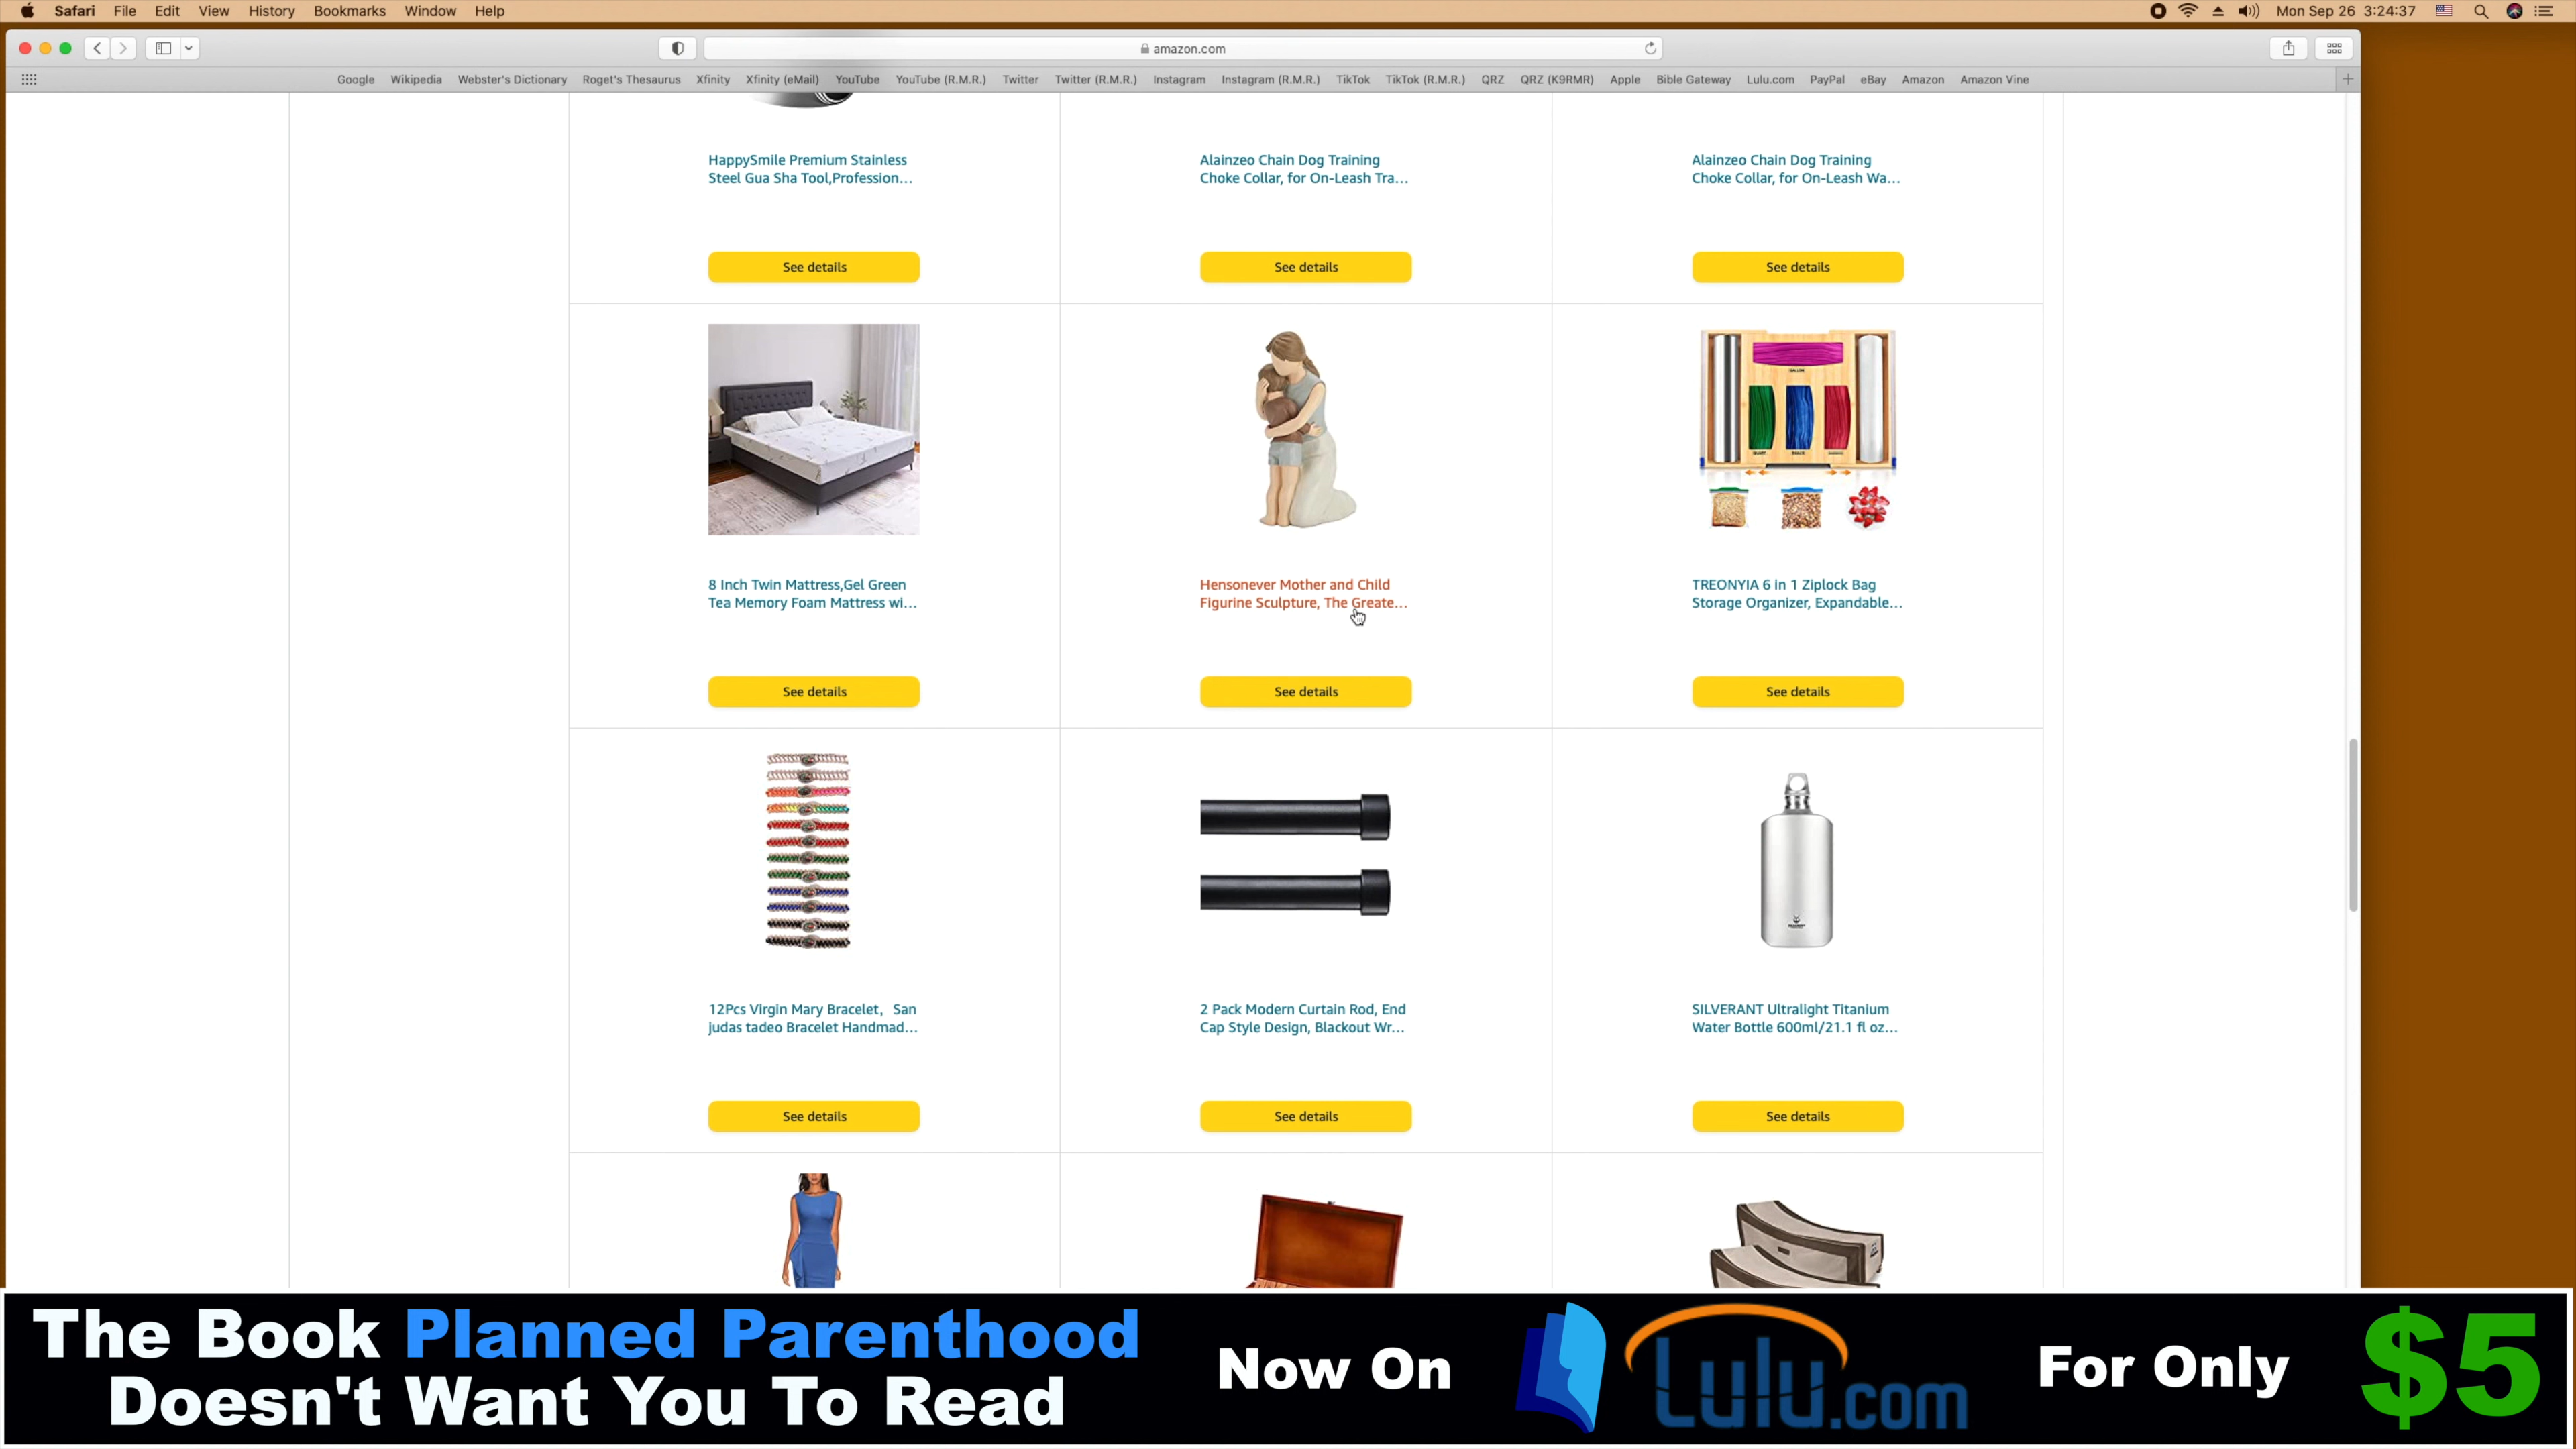 Safari File Edit View History Bookmarks Window Help
Mon Sep 26 3:24:37
amazon.com
Google Wikipedia Webster's Dictionary Roget's Thesaurus Xfinity Xfinity (eMail) YouTube YouTube (R.M.R.) Twitter Twitter (R.M.R.) Instagram Instagram (R.M.R.) TikTok TikTok (R.M.R.) QRZ QRZ (K9RMR) Apple Bible Gateway Lulu.com PayPal eBay Amazon Amazon Vine
HappySmile Premium Stainless
Steel Gua Sha Tool,Profession...
Alainzeo Chain Dog Training
Choke Collar, for On-Leash Tra...
Alainzeo Chain Dog Training
Choke Collar, for On-Leash Wa...
See details
See details
See details
8 Inch Twin Mattress,Gel Green
Tea Memory Foam Mattress wi...
Hensonever Mother and Child
Figurine Sculpture, The Greate...
TREONYIA 6 in 1 Ziplock Bag
Storage Organizer, Expandable...
See details
See details
See details
12Pcs Virgin Mary Bracelet，San
judas tadeo Bracelet Handmad...
2 Pack Modern Curtain Rod, End
Cap Style Design, Blackout Wr...
SILVERANT Ultralight Titanium
Water Bottle 600ml/21.1 fl oz...
See details
See details
See details
The Book Planned Parenthood
Doesn't Want You To Read
Now On
Lulu.com
For Only
$5